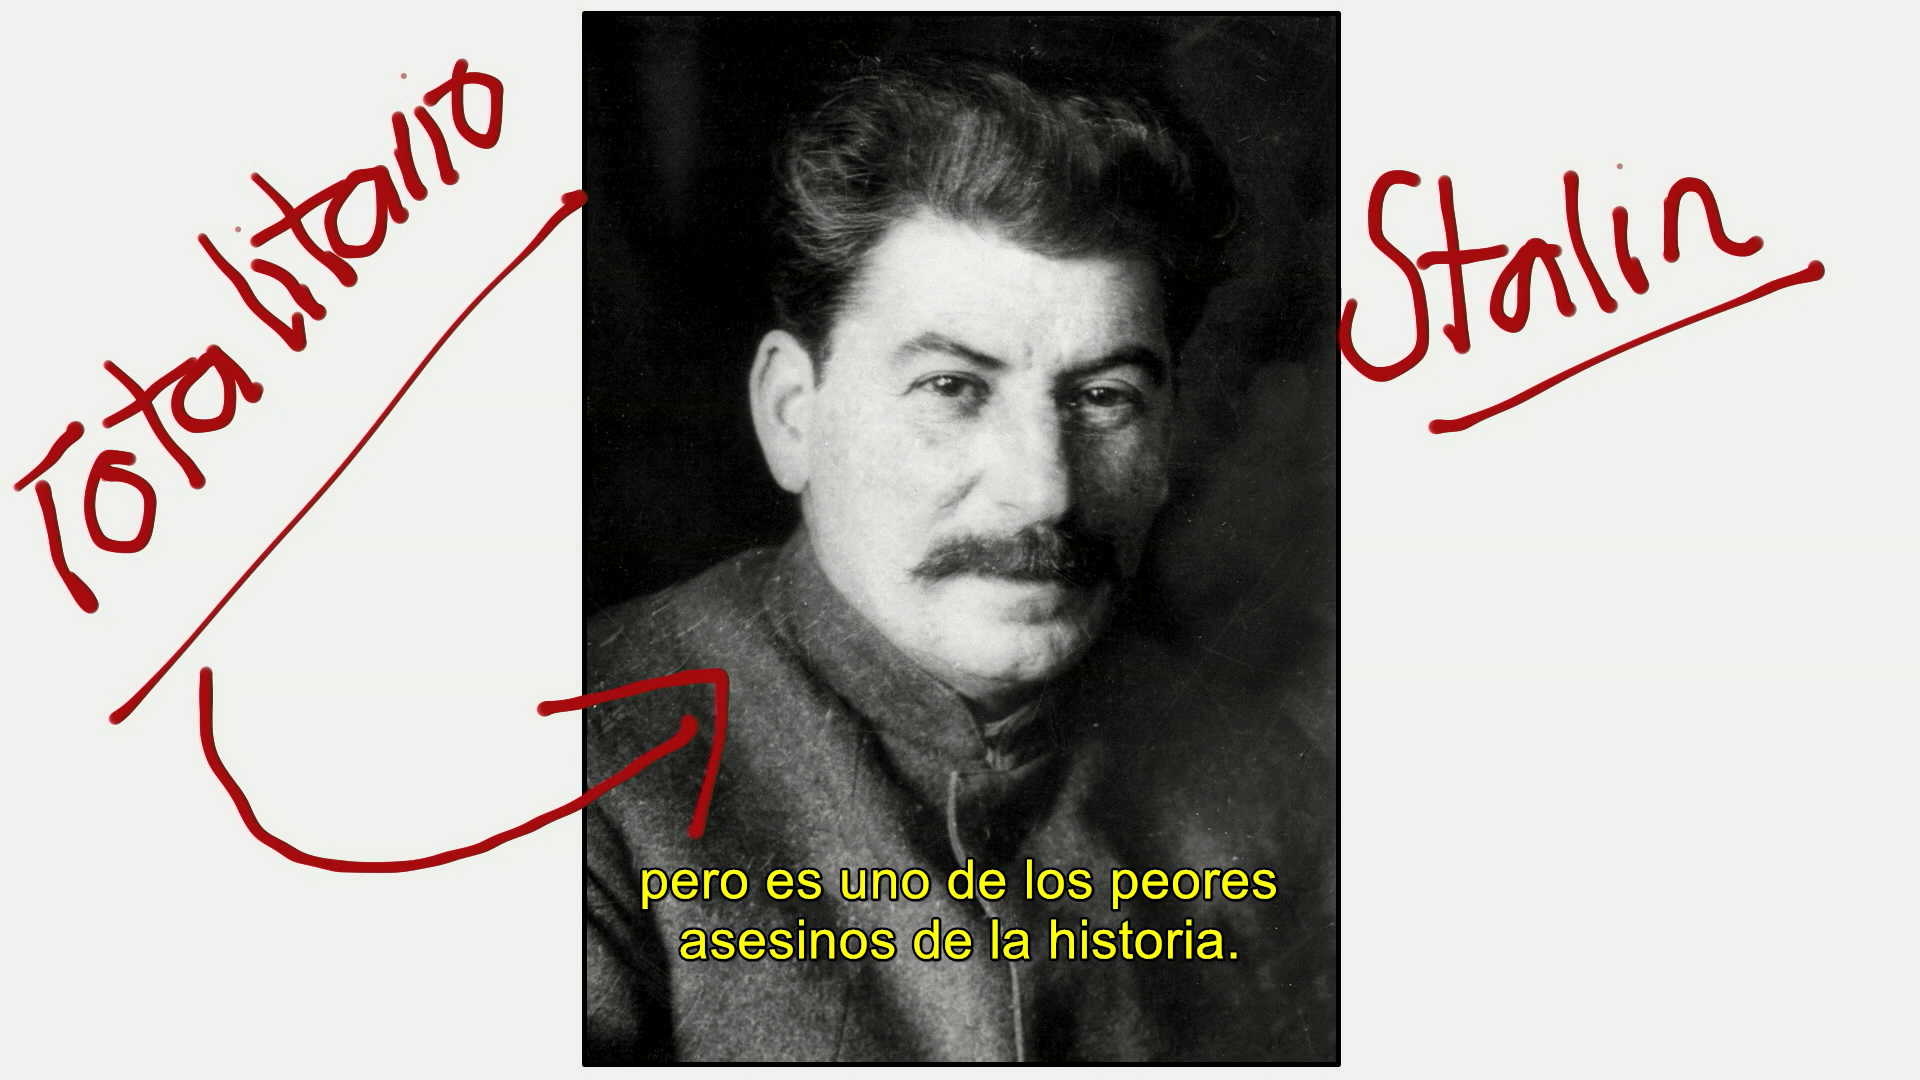 Totalitario
Stalin
pero es uno de los peores
asesinos de la historia.